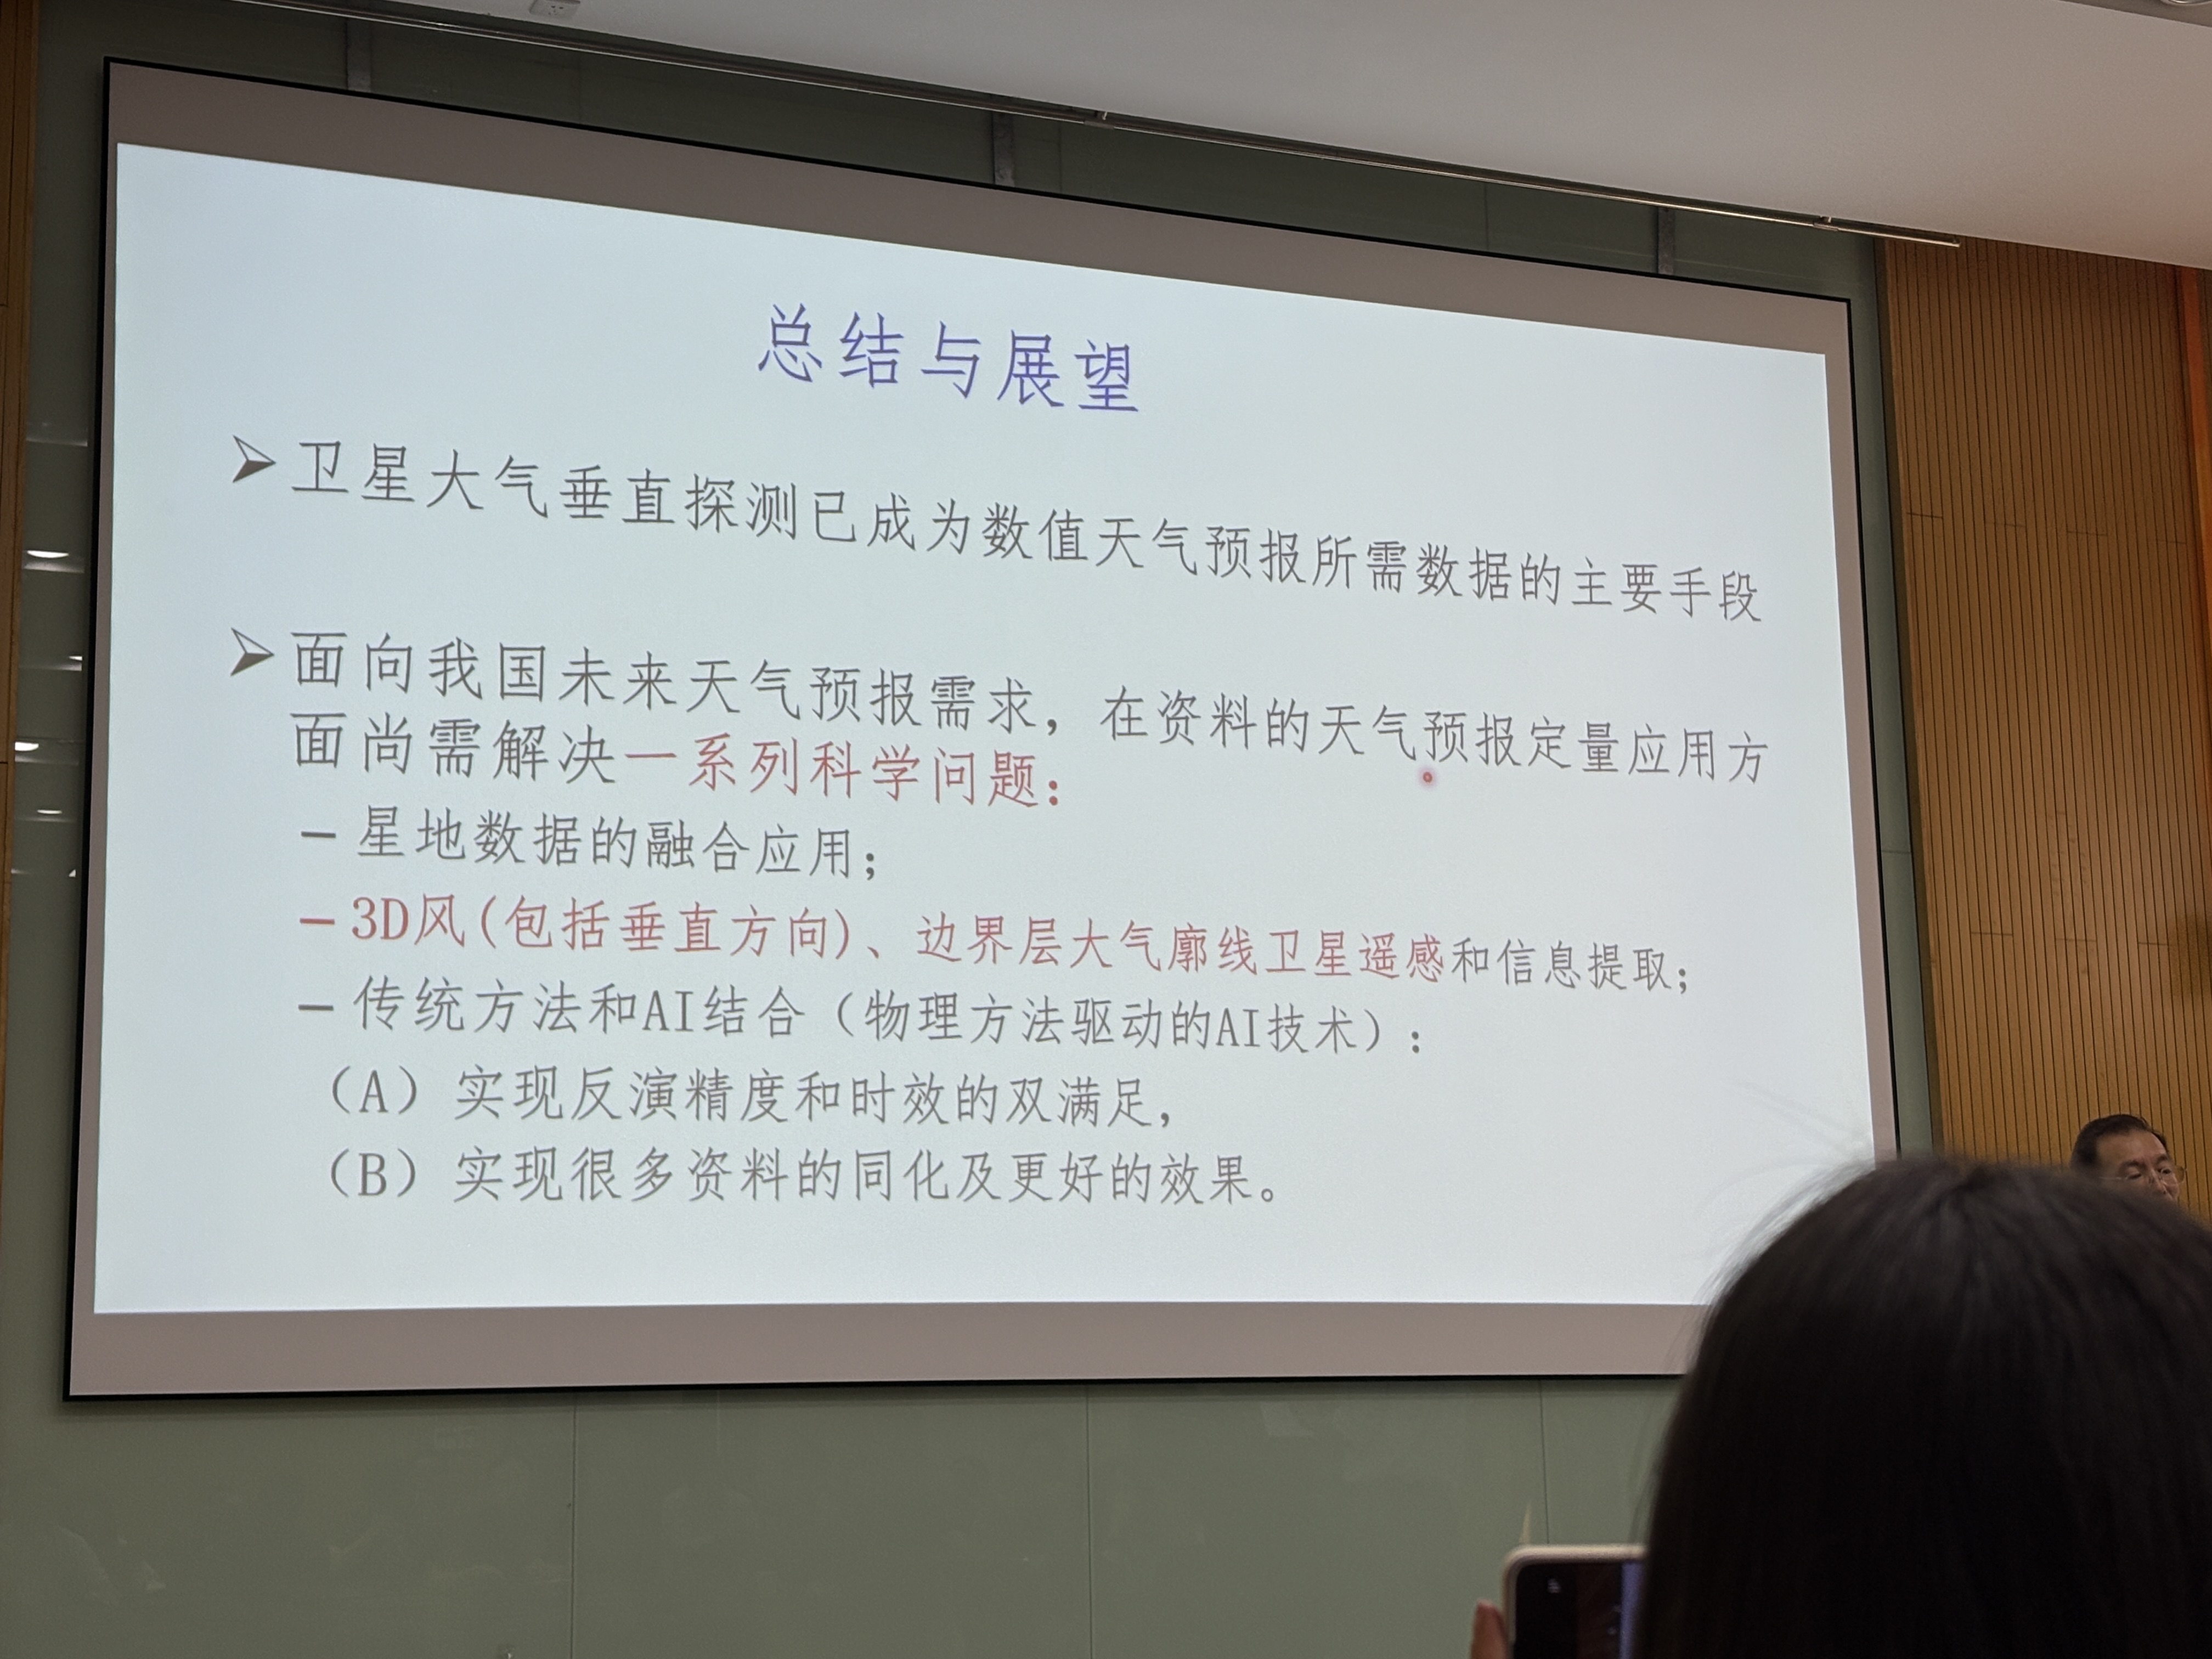 总结与展望
➢卫星大气垂直探测已成为数值天气预报所需数据的主要手段
➢面向我国未来天气预报需求，在资料的天气预报定量应用方
面尚需解决一系列科学问题：
－星地数据的融合应用；
－3D风(包括垂直方向)、边界层大气廓线卫星遥感和信息提取；
－传统方法和AI结合（物理方法驱动的AI技术）：
（A）实现反演精度和时效的双满足，
（B）实现很多资料的同化及更好的效果。